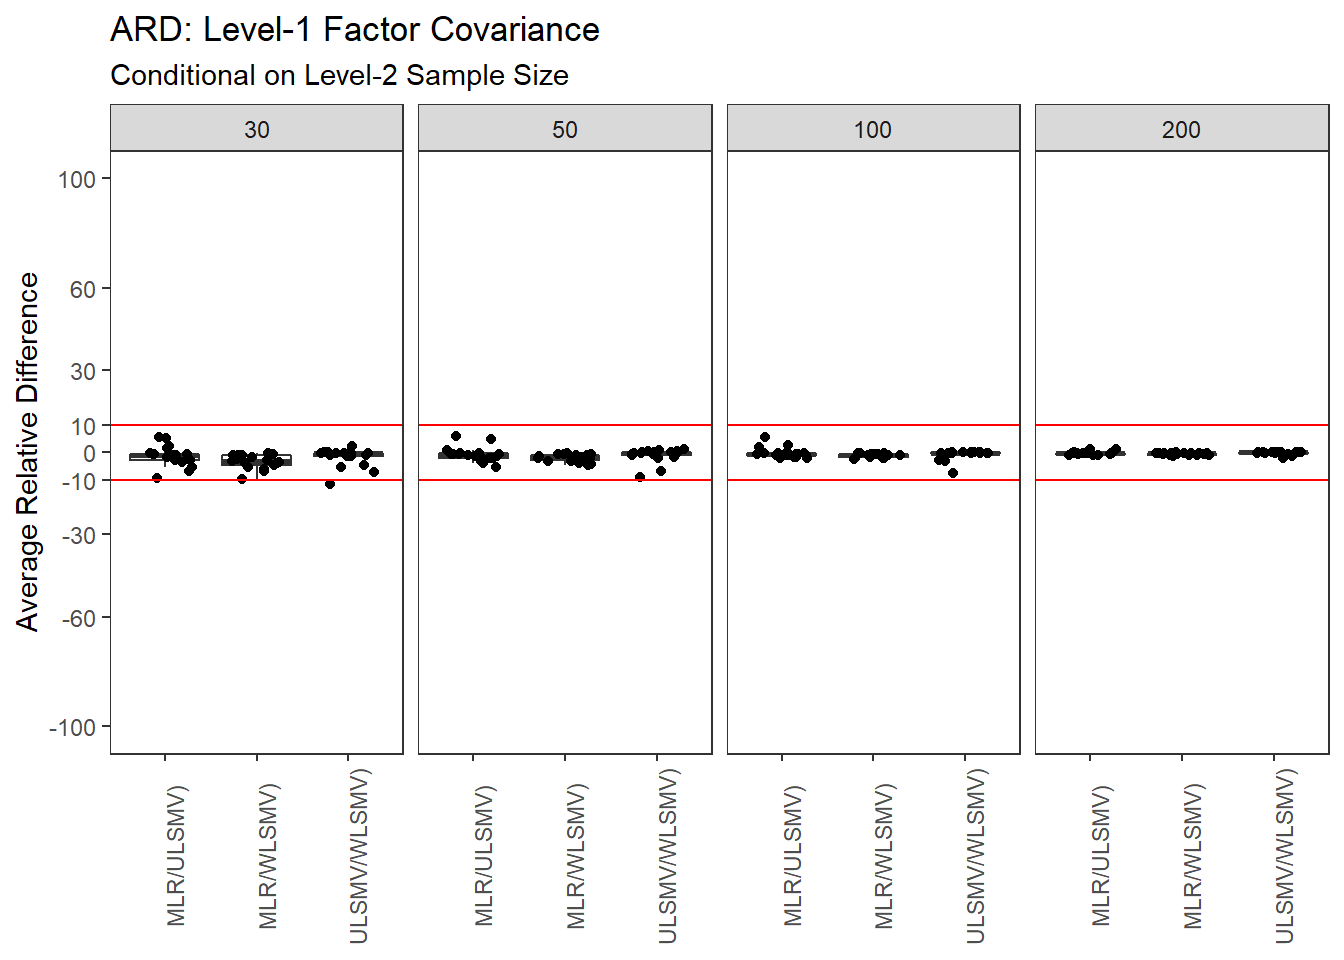 ARD: Level-1 Factor Covariance
Conditional on Level-2 Sample Size
30
50
100
200
Average Relative Difference
100
60
30
10
0
-10
-30
-60
-100
MLR/ULSMV)
MLR/WLSMV)
ULSMV/WLSMV)
MLR/ULSMV)
MLR/WLSMV)
ULSMV/WLSMV)
MLR/ULSMV)
MLR/WLSMV)
ULSMV/WLSMV)
MLR/ULSMV)
MLR/WLSMV)
ULSMV/WLSMV)